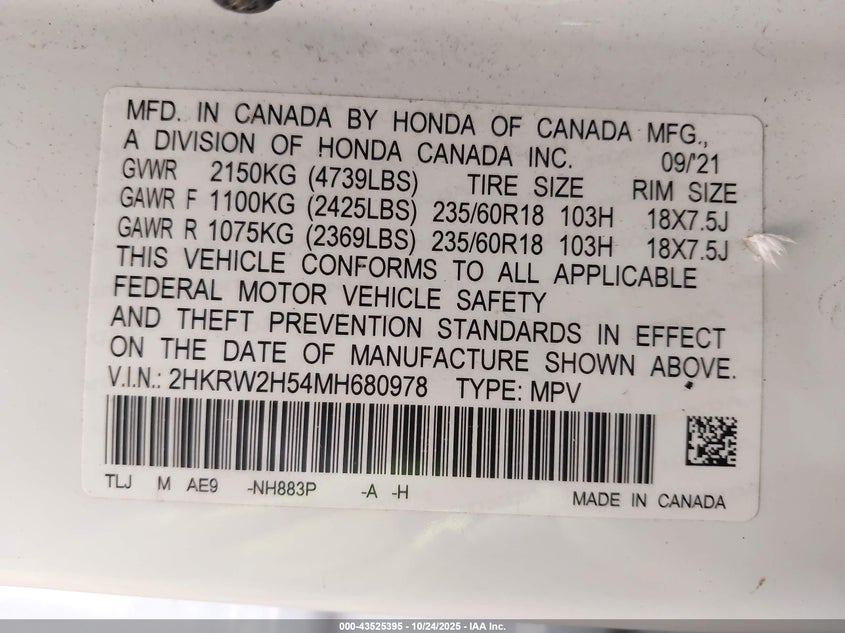 MFD. IN CANADA BY HONDA OF CANADA MFG.,
A DIVISION OF HONDA CANADA INC. 09/'21
GVWR 2150KG (4739LBS) TIRE SIZE RIM SIZE
GAWR F 1100KG (2425LBS) 235/60R18 103H 18X7.5J
GAWR R 1075KG (2369LBS) 235/60R18 103H 18X7.5J
THIS VEHICLE CONFORMS TO ALL APPLICABLE
FEDERAL MOTOR VEHICLE SAFETY
AND THEFT PREVENTION STANDARDS IN EFFECT
ON THE DATE OF MANUFACTURE SHOWN ABOVE.
V.I.N.: 2HKRW2H54MH680978 TYPE: MPV
TLJ M AE9 -NH883P -A -H MADE IN CANADA
000-43525395 - 10/24/2025 - IAA Inc.